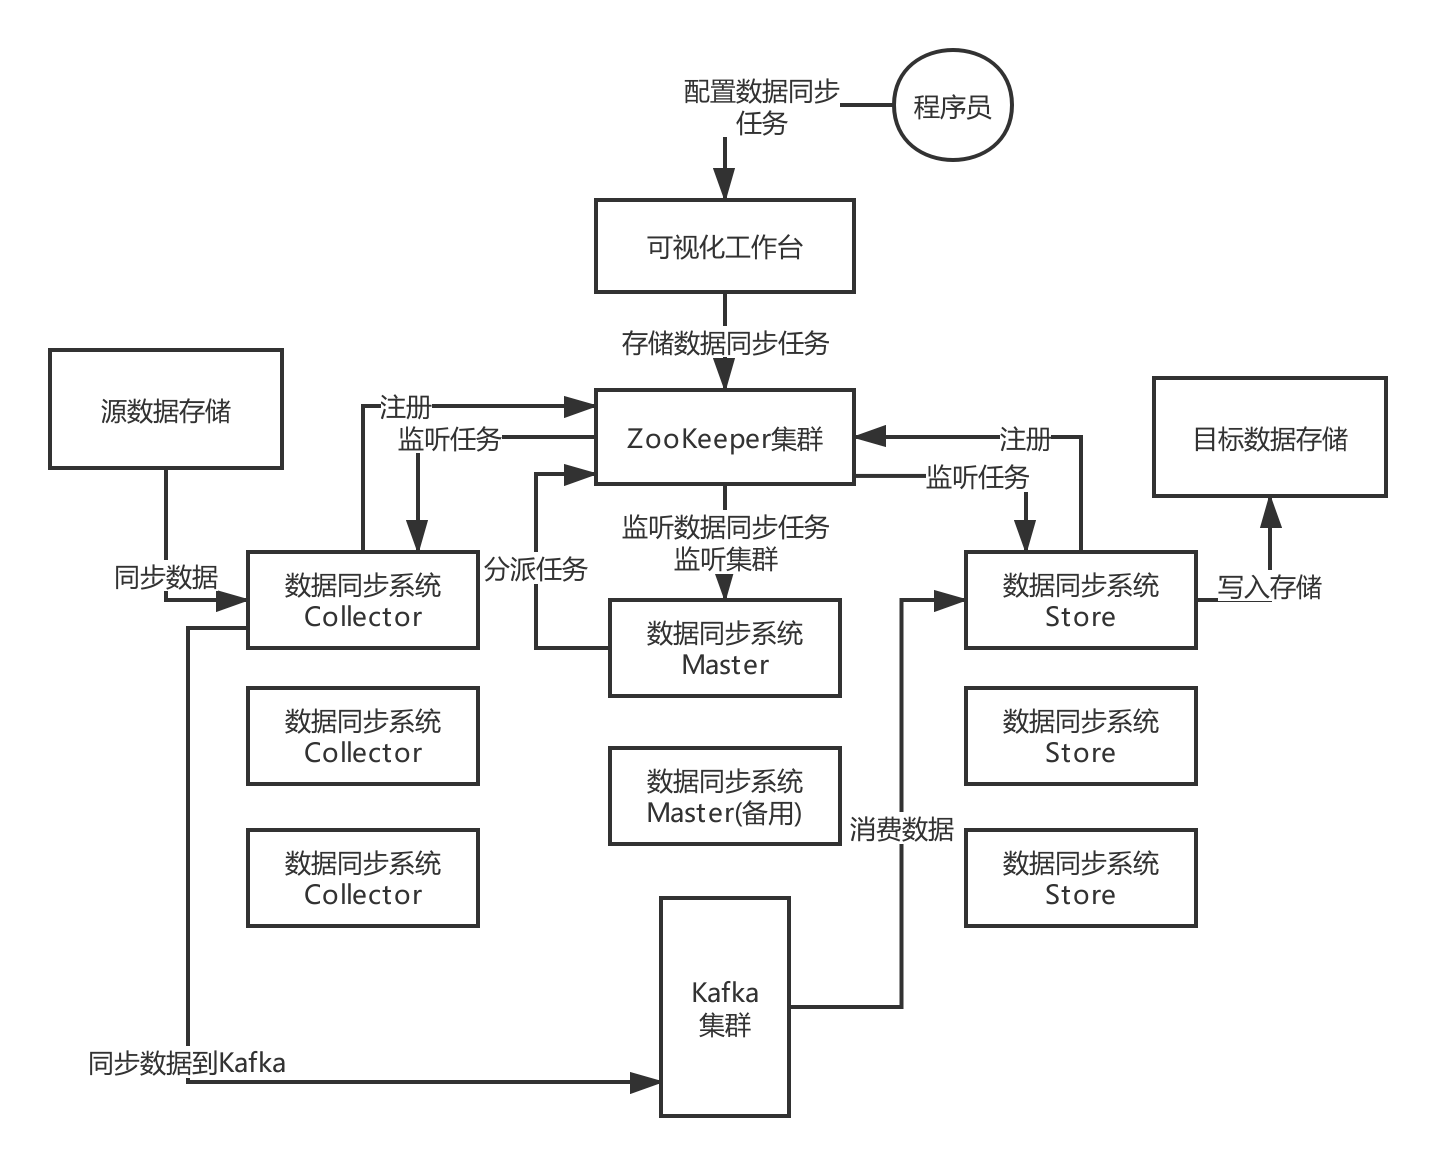 程序员
配置数据同步
任务
可视化工作台
存储数据同步任务
源数据存储
注册
监听任务
ZooKeeper集群
注册
监听任务
目标数据存储
监听数据同步任务
监听集群
分派任务
同步数据
数据同步系统
Collector
数据同步系统
Master
数据同步系统
Store
写入存储
数据同步系统
Collector
数据同步系统
Master(备用)
数据同步系统
Store
消费数据
数据同步系统
Collector
数据同步系统
Store
Kafka
集群
同步数据到Kafka